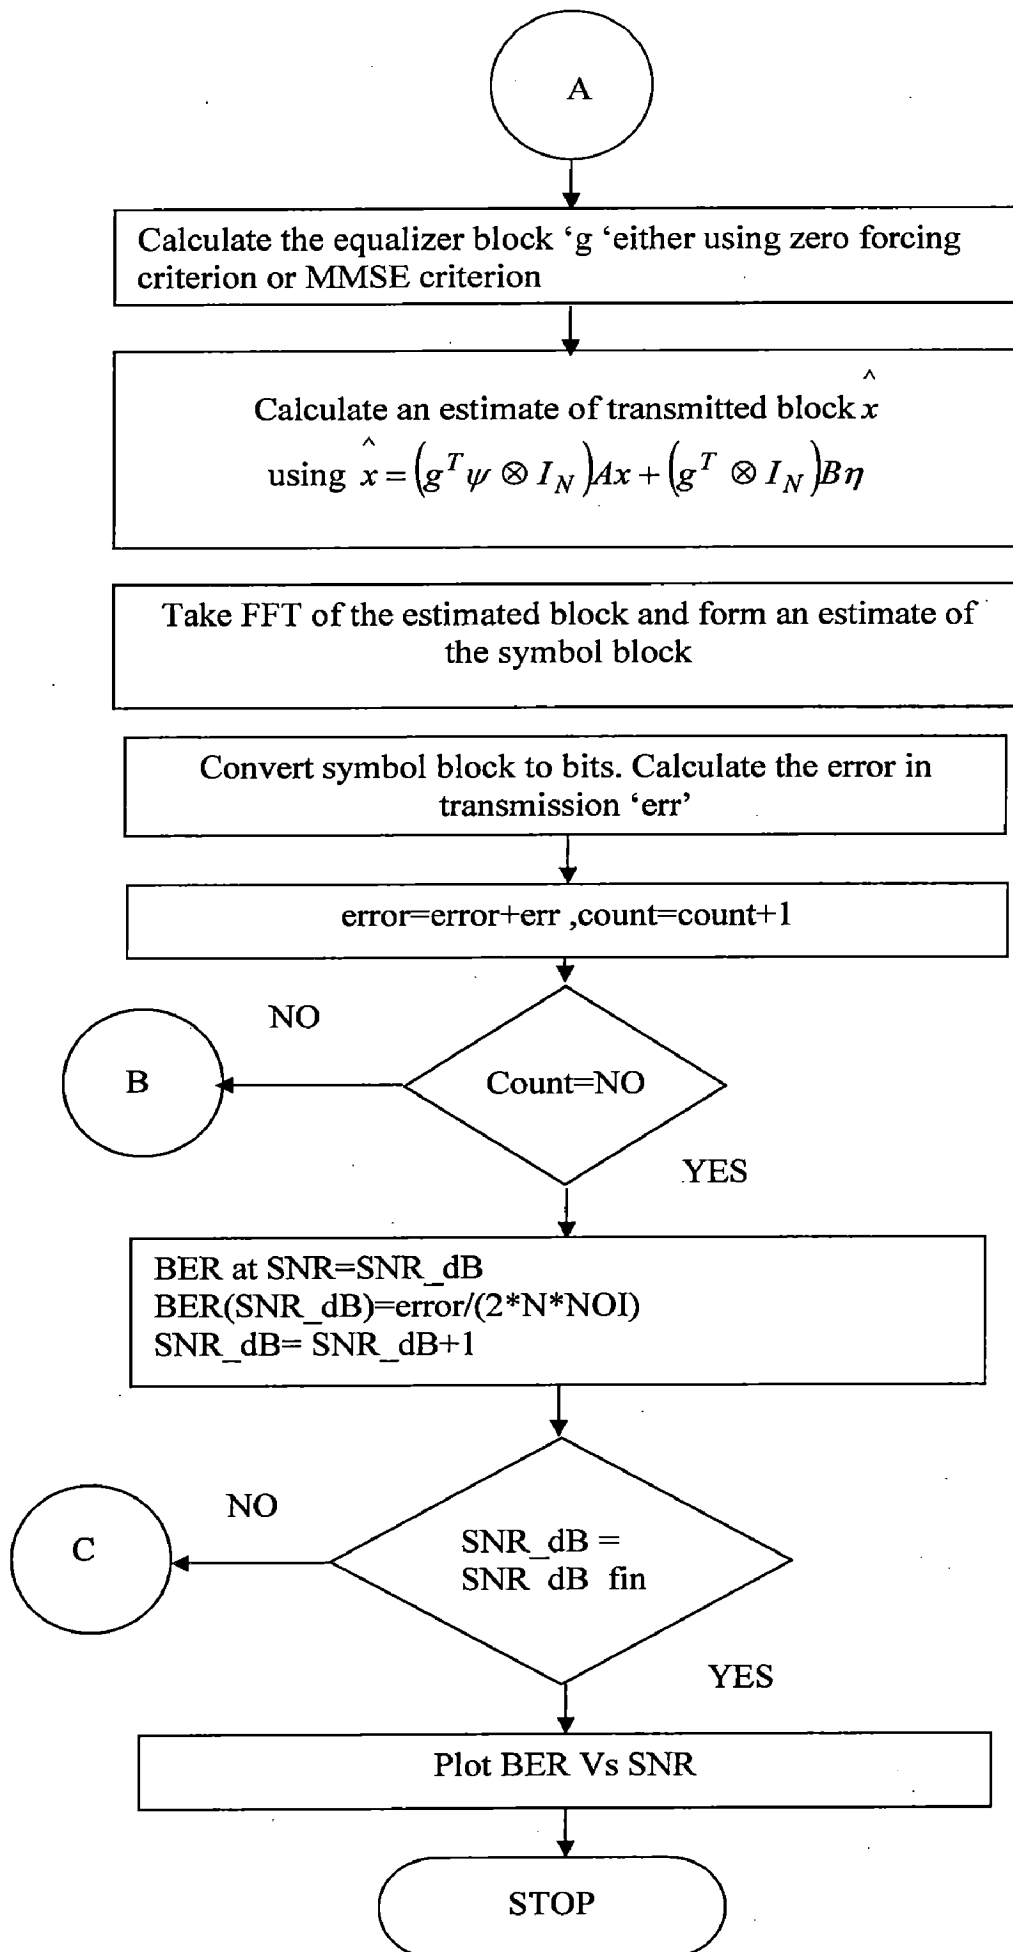 A
Calculate the equalizer block ‘g ‘either using zero forcing
criterion or MMSE criterion
Calculate an estimate of transmitted block x̂
using x̂ = (g^T ψ ⊗ I_N)Ax + (g^T ⊗ I_N)Bη
Take FFT of the estimated block and form an estimate of
the symbol block
Convert symbol block to bits. Calculate the error in
transmission ‘err’
error=error+err ,count=count+1
NO
B
Count=NO
YES
BER at SNR=SNR_dB
BER(SNR_dB)=error/(2*N*NOI)
SNR_dB= SNR_dB+1
NO
C
SNR_dB =
SNR dB fin
YES
Plot BER Vs SNR
STOP